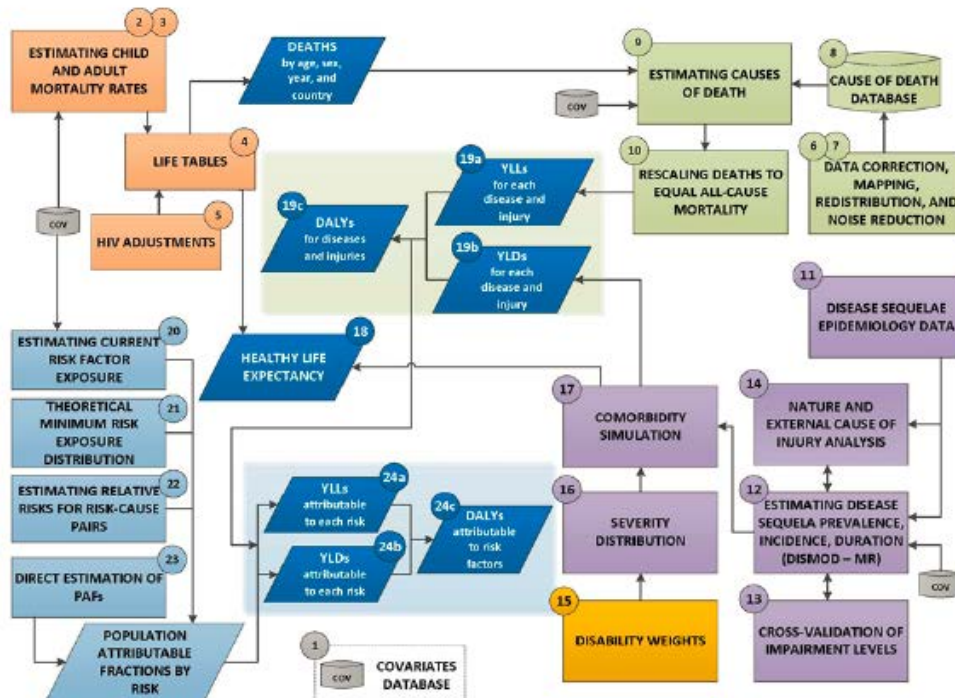 2 3
ESTIMATING CHILD
AND ADULT
MORTALITY RATES
DEATHS
by age, sex,
year, and
country
9
ESTIMATING CAUSES
OF DEATH
8
CAUSE OF DEATH
DATABASE
COV
4
LIFE TABLES
10
RESCALING DEATHS TO
EQUAL ALL-CAUSE
MORTALITY
6 7
DATA CORRECTION,
MAPPING,
REDISTRIBUTION, AND
NOISE REDUCTION
COV
5
HIV ADJUSTMENTS
19a
YLLs
for each
disease and
injury
19c
DALYs
for diseases
and injuries
19b
YLDs
for each
disease and
injury
11
DISEASE SEQUELAE
EPIDEMIOLOGY DATA
20
ESTIMATING CURRENT
RISK FACTOR
EXPOSURE
18
HEALTHY LIFE
EXPECTANCY
21
THEORETICAL
MINIMUM RISK
EXPOSURE
DISTRIBUTION
17
COMORBIDITY
SIMULATION
14
NATURE AND
EXTERNAL CAUSE OF
INJURY ANALYSIS
22
ESTIMATING RELATIVE
RISKS FOR RISK-CAUSE
PAIRS
24a
YLLs
attributable
to each risk
24b
YLDs
attributable
to each risk
24c
DALYs
attributable
to risk
factors
16
SEVERITY
DISTRIBUTION
12
ESTIMATING DISEASE
SEQUELA PREVALENCE,
INCIDENCE, DURATION
(DISMOD – MR)
COV
23
DIRECT ESTIMATION OF
PAFs
15
DISABILITY WEIGHTS
13
CROSS-VALIDATION OF
IMPAIRMENT LEVELS
POPULATION
ATTRIBUTABLE
FRACTIONS BY
RISK
1
COV
COVARIATES
DATABASE